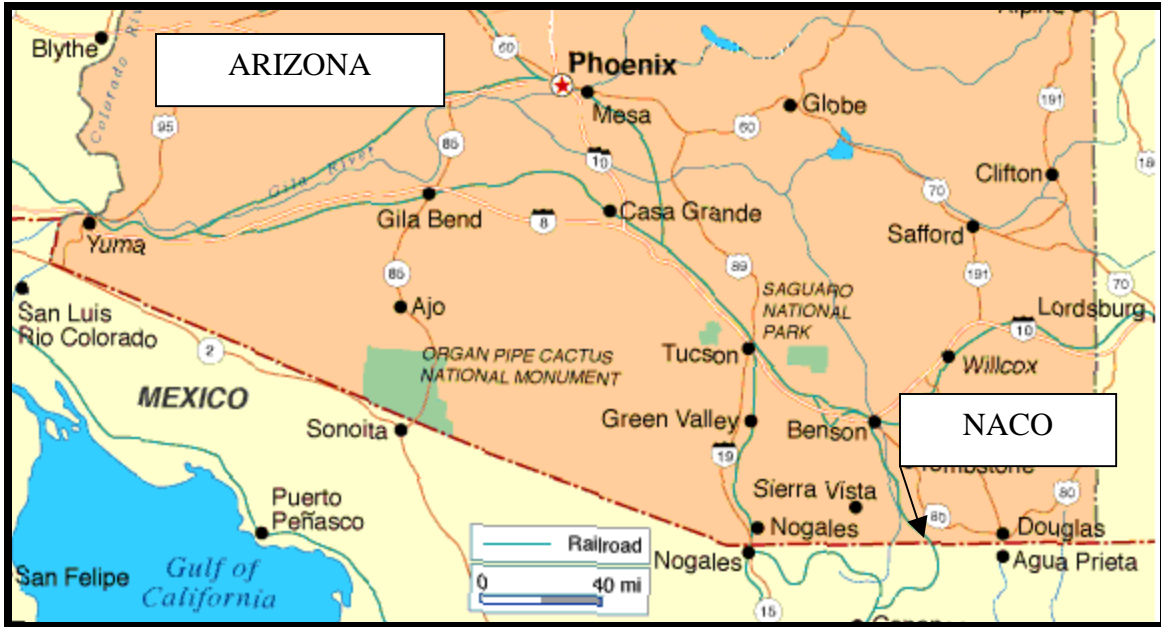 Blythe
ARIZONA
Colorado River
60
Phoenix
Mesa
Globe
60
191
180
95
85
10
Gila River
70
Clifton
Gila Bend
8
Casa Grande
Safford
Yuma
89
191
70
85
SAGUARO
NATIONAL
PARK
Lordsburg
10
San Luis
Rio Colorado
Ajo
2
ORGAN PIPE CACTUS
NATIONAL MONUMENT
Tucson
Willcox
MEXICO
Sonoita
Green Valley
Benson
NACO
19
Tombstone
Sierra Vista
80
80
Puerto
Peñasco
Nogales
Douglas
Railroad
Nogales
Agua Prieta
0 40 mi
San Felipe
Gulf of
California
15